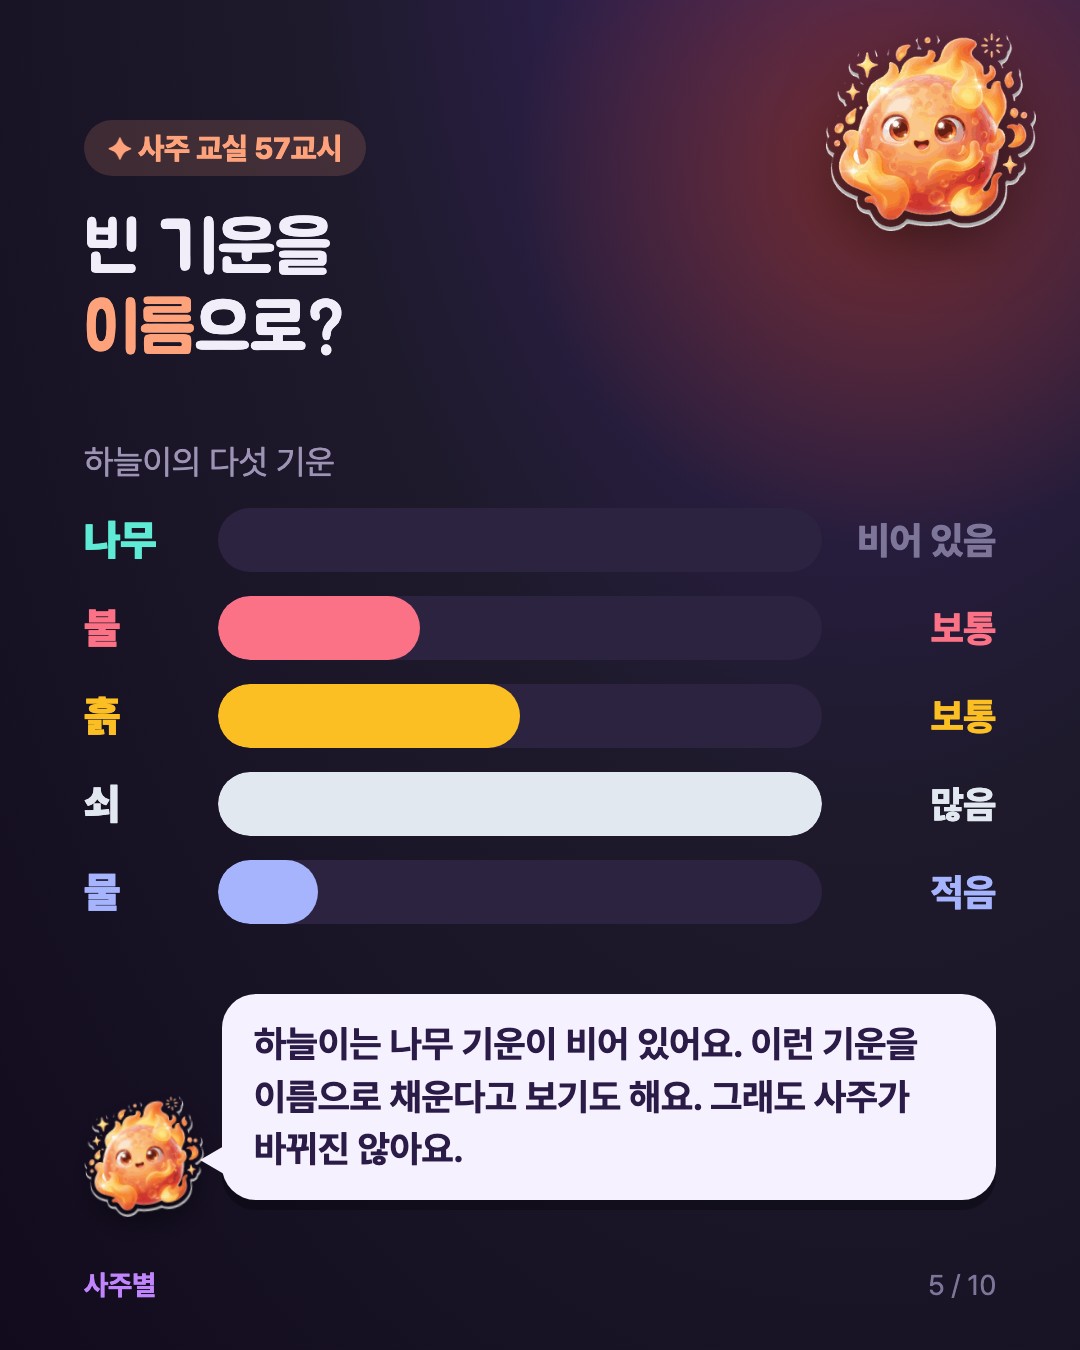 사주 교실 57교시
빈 기운을
이름으로?
하늘이의 다섯 기운
나무 비어 있음
불 보통
흙 보통
쇠 많음
물 적음
하늘이는 나무 기운이 비어 있어요. 이런 기운을
이름으로 채운다고 보기도 해요. 그래도 사주가
바뀌진 않아요.
사주별 5 / 10